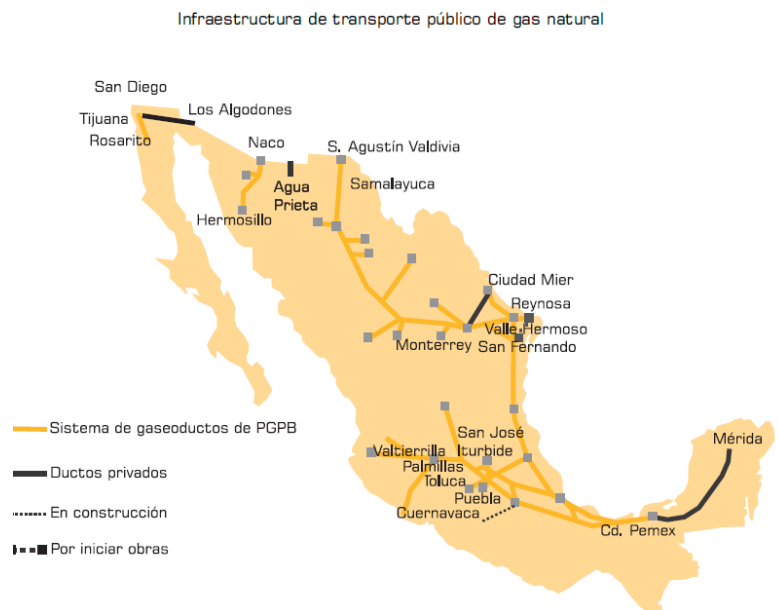 Infraestructura de transporte público de gas natural
San Diego
Los Algodones
Tijuana
Rosarito
Naco
S. Agustín Valdivia
Agua
Prieta
Samalayuca
Hermosillo
Ciudad Mier
Reynosa
Valle Hermoso
Monterrey
San Fernando
Sistema de gaseoductos de PGPB
Ductos privados
En construcción
Por iniciar obras
San José
Iturbide
Valtierrilla
Palmillas
Toluca
Puebla
Cuernavaca
Mérida
Cd. Pemex